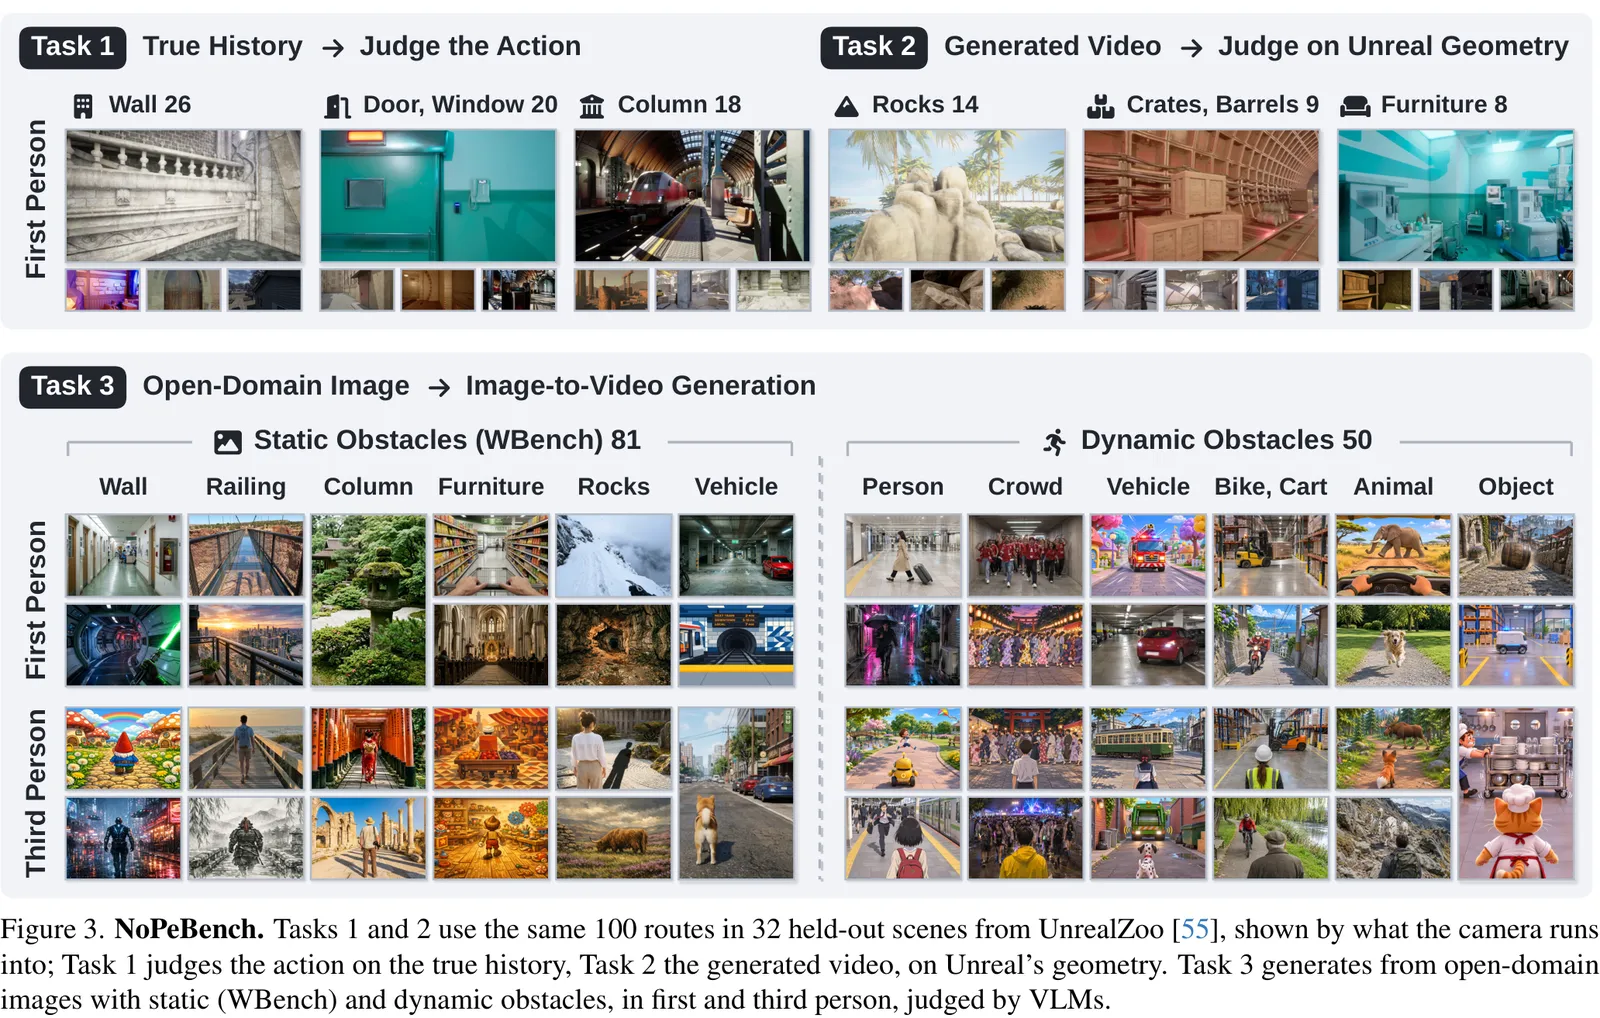 Task 1 True History → Judge the Action
Task 2 Generated Video → Judge on Unreal Geometry
Wall 26
Door, Window 20
Column 18
Rocks 14
Crates, Barrels 9
Furniture 8
First Person
Task 3 Open-Domain Image → Image-to-Video Generation
Static Obstacles (WBench) 81
Dynamic Obstacles 50
Wall
Railing
Column
Furniture
Rocks
Vehicle
Person
Crowd
Vehicle
Bike, Cart
Animal
Object
First Person
Third Person
Figure 3. NoPeBench. Tasks 1 and 2 use the same 100 routes in 32 held-out scenes from UnrealZoo [55], shown by what the camera runs
into; Task 1 judges the action on the true history, Task 2 the generated video, on Unreal's geometry. Task 3 generates from open-domain
images with static (WBench) and dynamic obstacles, in first and third person, judged by VLMs.